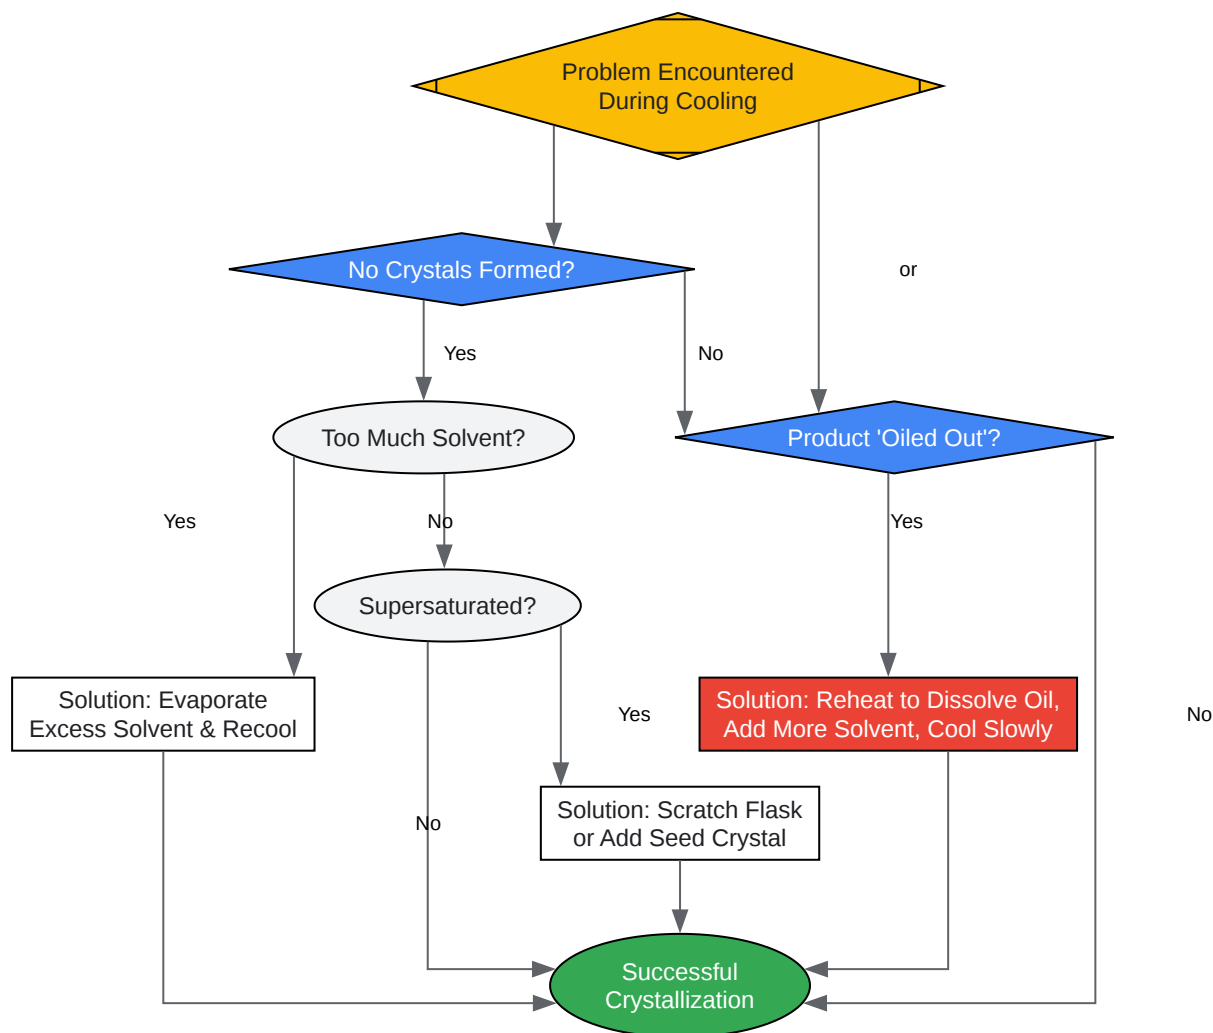 Problem Encountered
During Cooling
No Crystals Formed?
or
Yes
No
Too Much Solvent?
Product 'Oiled Out'?
Yes
No
Yes
Supersaturated?
Solution: Evaporate
Excess Solvent & Recool
Yes
Solution: Reheat to Dissolve Oil,
Add More Solvent, Cool Slowly
No
Solution: Scratch Flask
or Add Seed Crystal
No
Successful
Crystallization